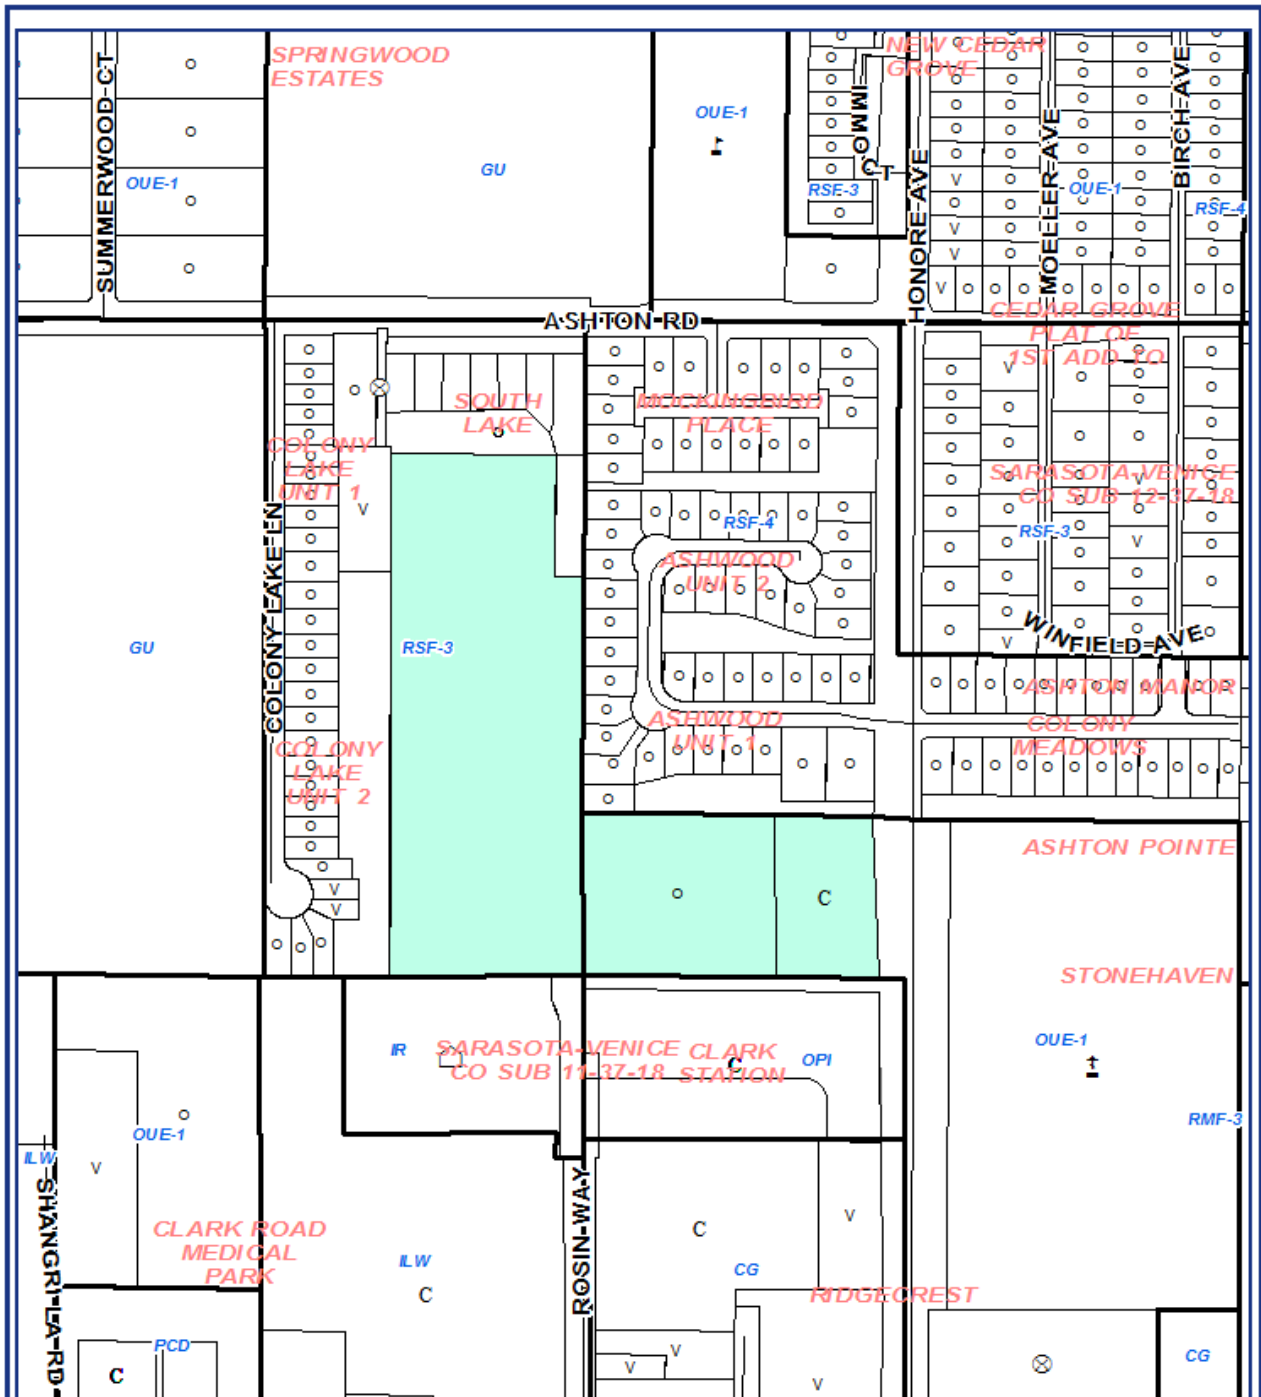 SPRINGWOOD
ESTATES
NEW CEDAR
GROVE
SUMMERWOOD-CT
OUE-1
GU
OUE-1
IMMO CT
RSF-3
HONORE-AVE
MOELLER-AVE
OUE-1
BIRCH-AVE
RSF-4
ASHTON RD
CEDAR GROVE
PLAT OF
1ST ADD TO
SOUTH
LAKE
MOCKINGBIRD
PLACE
COLONY
LAKE
UNIT 1
SARASOTA-VENICE
CO SUB 12-37-18
RSF-4
RSF-3
ASHWOOD
UNIT 2
COLONY-LAKE-LN
GU
RSF-3
WINFIELD-AVE
ASHTON MANOR
ASHWOOD
UNIT 1
COLONY
MEADOWS
COLONY
LAKE
UNIT 2
ASHTON POINTE
C
STONEHAVEN
IR
SARASOTA-VENICE
CO SUB 11-37-18
CLARK
STATION
C
OPI
OUE-1
RMF-3
OUE-1
ILW
V
SHANGRI-LA-RD
ROSIN-WAY
CLARK ROAD
MEDICAL
PARK
ILW
C
C
V
CG
RIDGECREST
PCD
C
V
V
V
CG